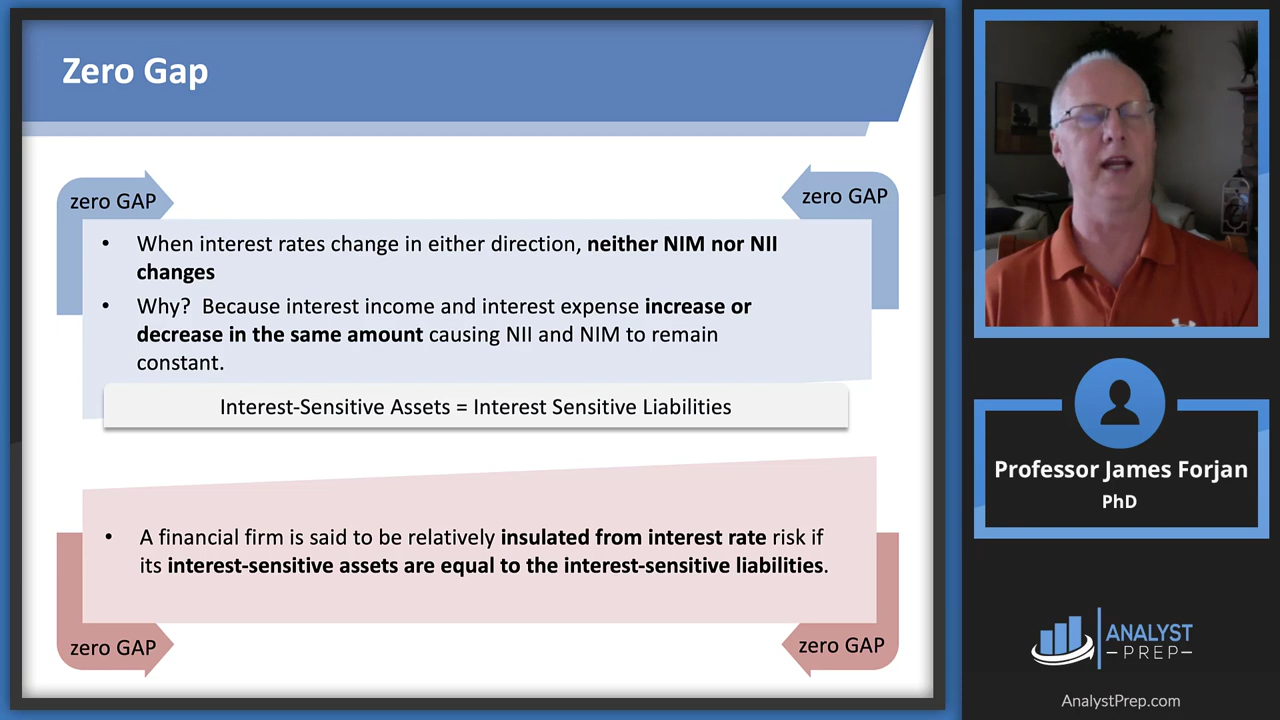 Zero Gap
zero GAP
zero GAP
• When interest rates change in either direction, neither NIM nor NII
changes
• Why? Because interest income and interest expense increase or
decrease in the same amount causing NII and NIM to remain
constant.
Interest-Sensitive Assets = Interest Sensitive Liabilities
• A financial firm is said to be relatively insulated from interest rate risk if
its interest-sensitive assets are equal to the interest-sensitive liabilities.
zero GAP
zero GAP
Professor James Forjan
PhD
ANALYST
–PREP–
AnalystPrep.com